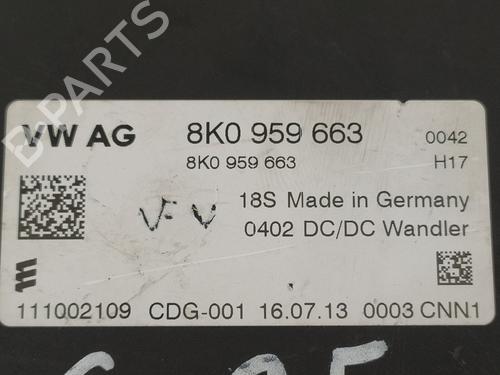 B-PARTS
VW AG 8K0 959 663 0042
8K0 959 663 H17
18S Made in Germany
0402 DC/DC Wandler
111002109 CDG-001 16.07.13 0003 CNN1